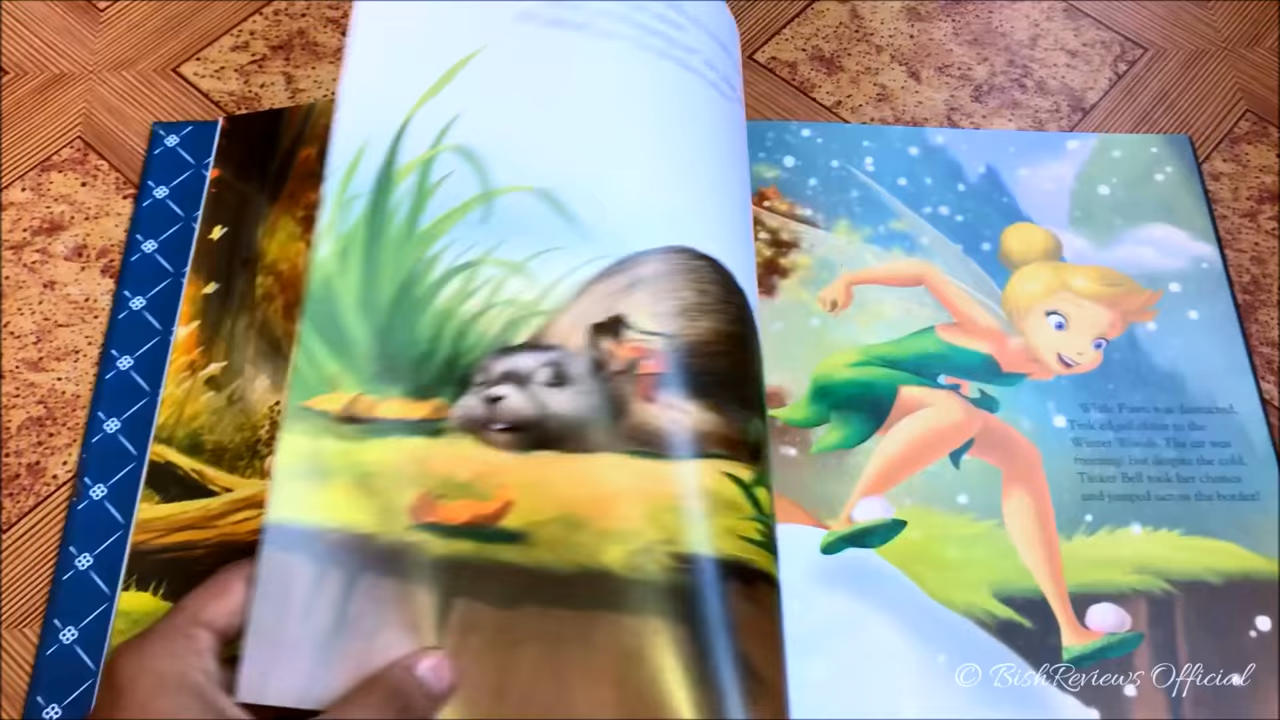 While Fawn was distracted,
Tink edged closer to the
Winter Woods. The air was
freezing, but despite the cold,
Tinker Bell took her chance
and jumped across the border!
© BishReviews Official